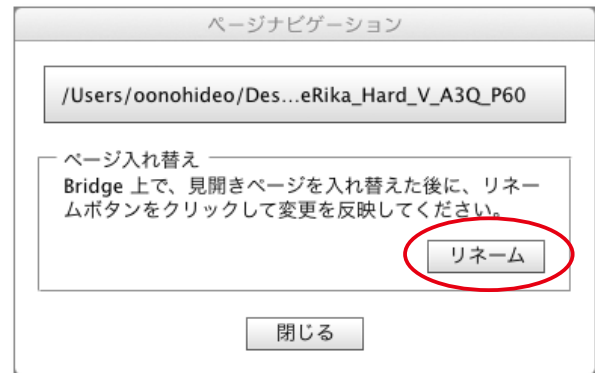 ページナビゲーション
/Users/oonohideo/Des...eRika_Hard_V_A3Q_P60
ページ入れ替え
Bridge 上で、見開きページを入れ替えた後に、リネー
ムボタンをクリックして変更を反映してください。
リネーム
閉じる